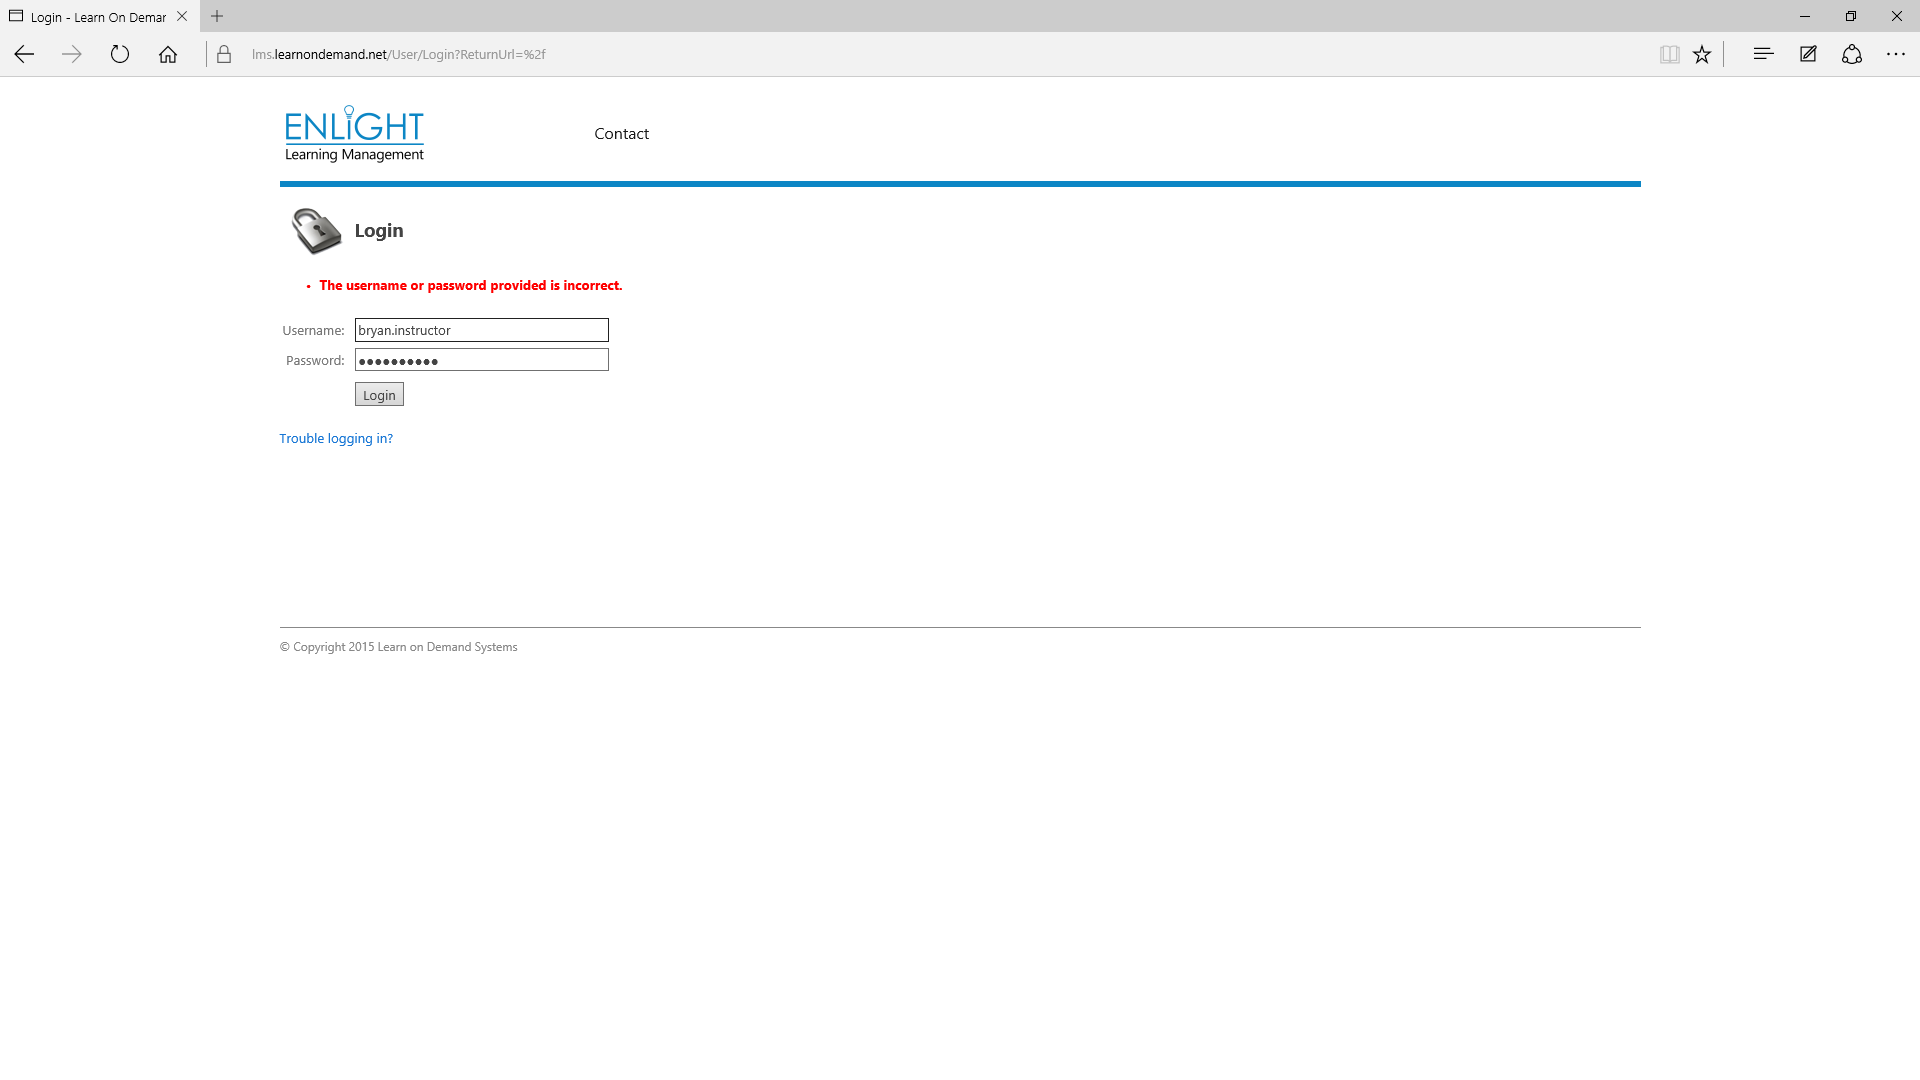 Login - Learn On Demar
lms.learnondemand.net/User/Login?ReturnUrl=%2f
ENLIGHT
Learning Management
Contact
Login
• The username or password provided is incorrect.
Username: bryan.instructor
Password: ●●●●●●●●●●
Login
Trouble logging in?
© Copyright 2015 Learn on Demand Systems